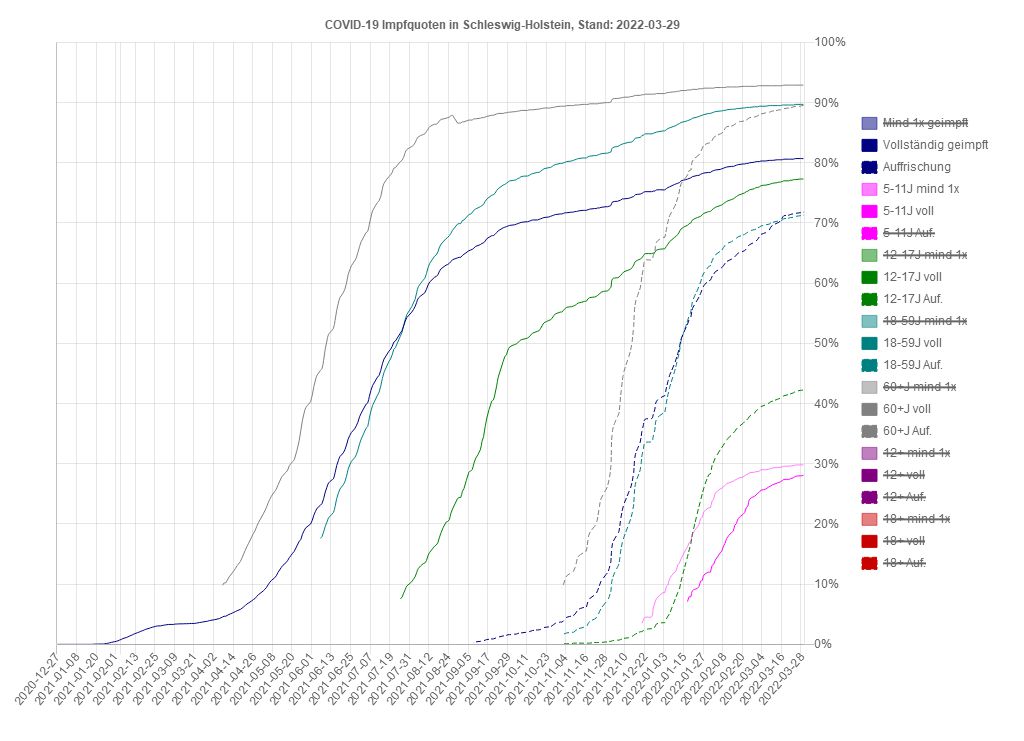 COVID-19 Impfquoten in Schleswig-Holstein, Stand: 2022-03-29
100%
90%
80%
70%
60%
50%
40%
30%
20%
10%
0%
Mind 1x geimpft
Vollständig geimpft
Auffrischung
5-11J mind 1x
5-11J voll
5-11J Auf.
12-17J mind 1x
12-17J voll
12-17J Auf.
18-59J mind 1x
18-59J voll
18-59J Auf.
60+J mind 1x
60+J voll
60+J Auf.
12+ mind 1x
12+ voll
12+ Auf.
18+ mind 1x
18+ voll
18+ Auf.
2020-12-27
2021-01-08
2021-01-20
2021-02-01
2021-02-13
2021-02-25
2021-03-09
2021-03-21
2021-04-02
2021-04-14
2021-04-26
2021-05-08
2021-05-20
2021-06-01
2021-06-13
2021-06-25
2021-07-07
2021-07-19
2021-07-31
2021-08-12
2021-08-24
2021-09-05
2021-09-17
2021-09-29
2021-10-11
2021-10-23
2021-11-04
2021-11-16
2021-11-28
2021-12-10
2021-12-22
2022-01-03
2022-01-15
2022-01-27
2022-02-08
2022-02-20
2022-03-04
2022-03-16
2022-03-28